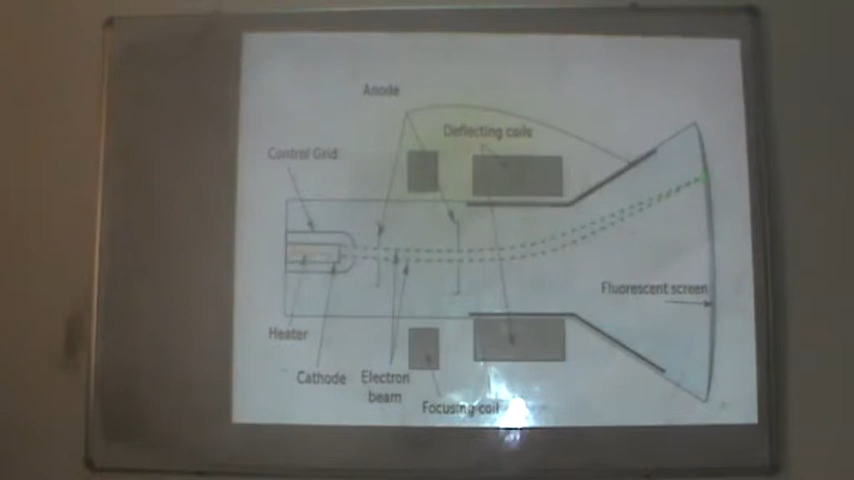 Anode
Deflecting coils
Control Grid
Fluorescent screen
Heater
Cathode
Electron
beam
Focusing coil